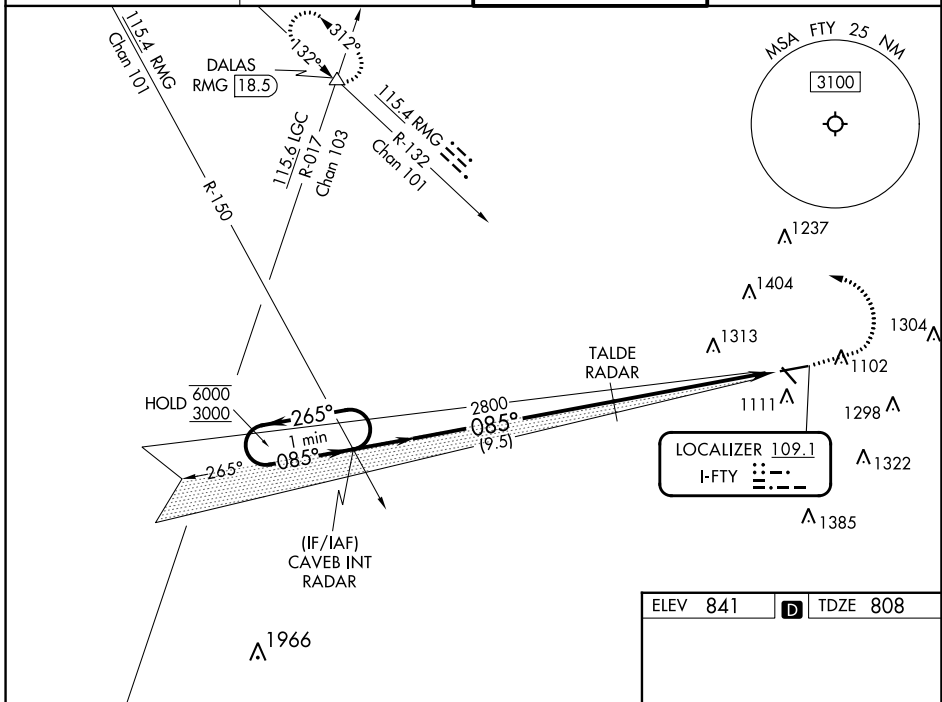 115.4 RMG
Chan 101
R-150
DALAS
RMG 18.5
132°
312°
115.6 LGC
R-017
Chan 103
115.4 RMG
R-132
Chan 101
MSA FTY 25 NM
3100
1237
1404
1313
1304
1102
1111
1298
1322
1385
TALDE
RADAR
HOLD 6000
3000
265°
1 min
085°
265°
2800
085°
(9.5)
LOCALIZER 109.1
I-FTY
(IF/IAF)
CAVEB INT
RADAR
1966
ELEV 841 D TDZE 808